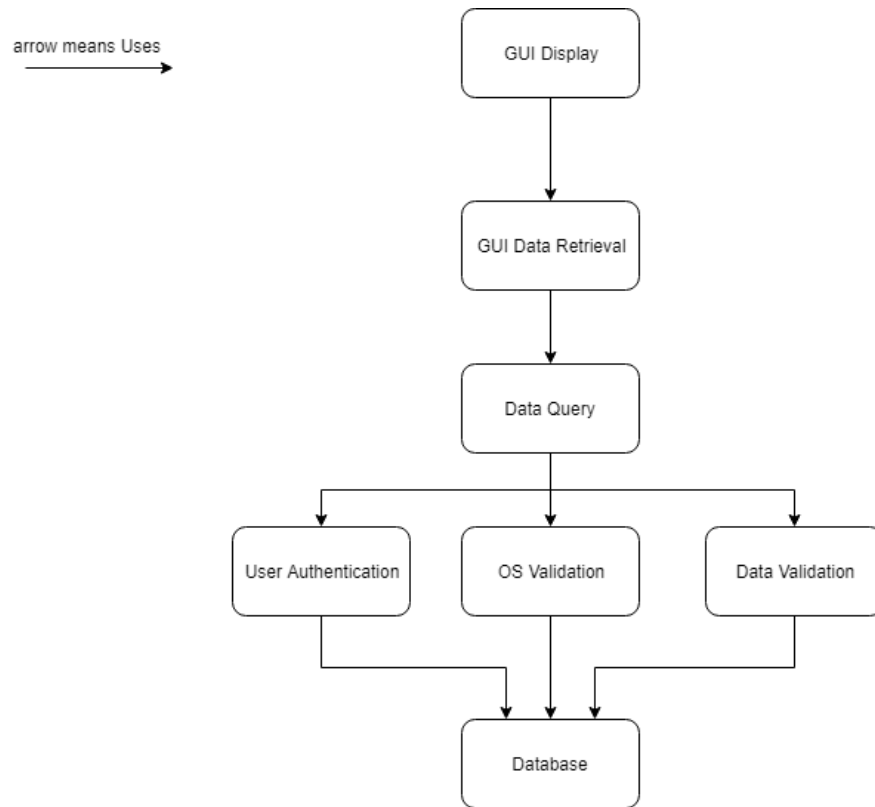 arrow means Uses
GUI Display
GUI Data Retrieval
Data Query
User Authentication
OS Validation
Data Validation
Database